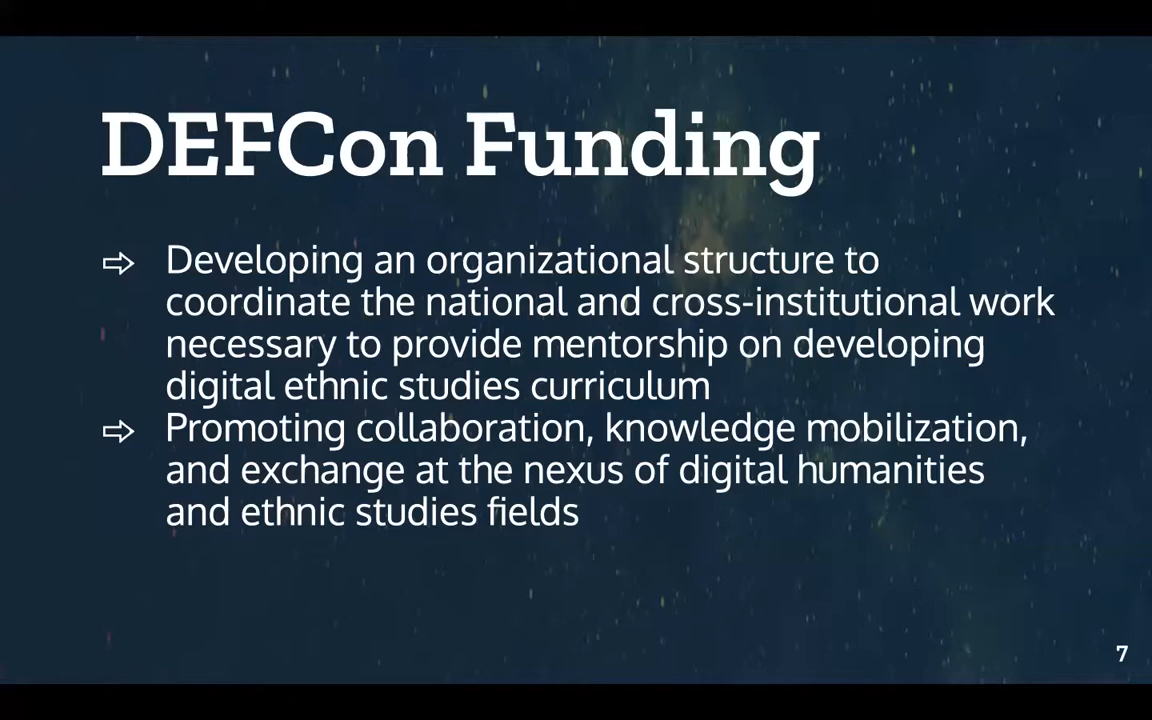 DEFCon Funding
⇨ Developing an organizational structure to
coordinate the national and cross-institutional work
necessary to provide mentorship on developing
digital ethnic studies curriculum
⇨ Promoting collaboration, knowledge mobilization,
and exchange at the nexus of digital humanities
and ethnic studies fields
7